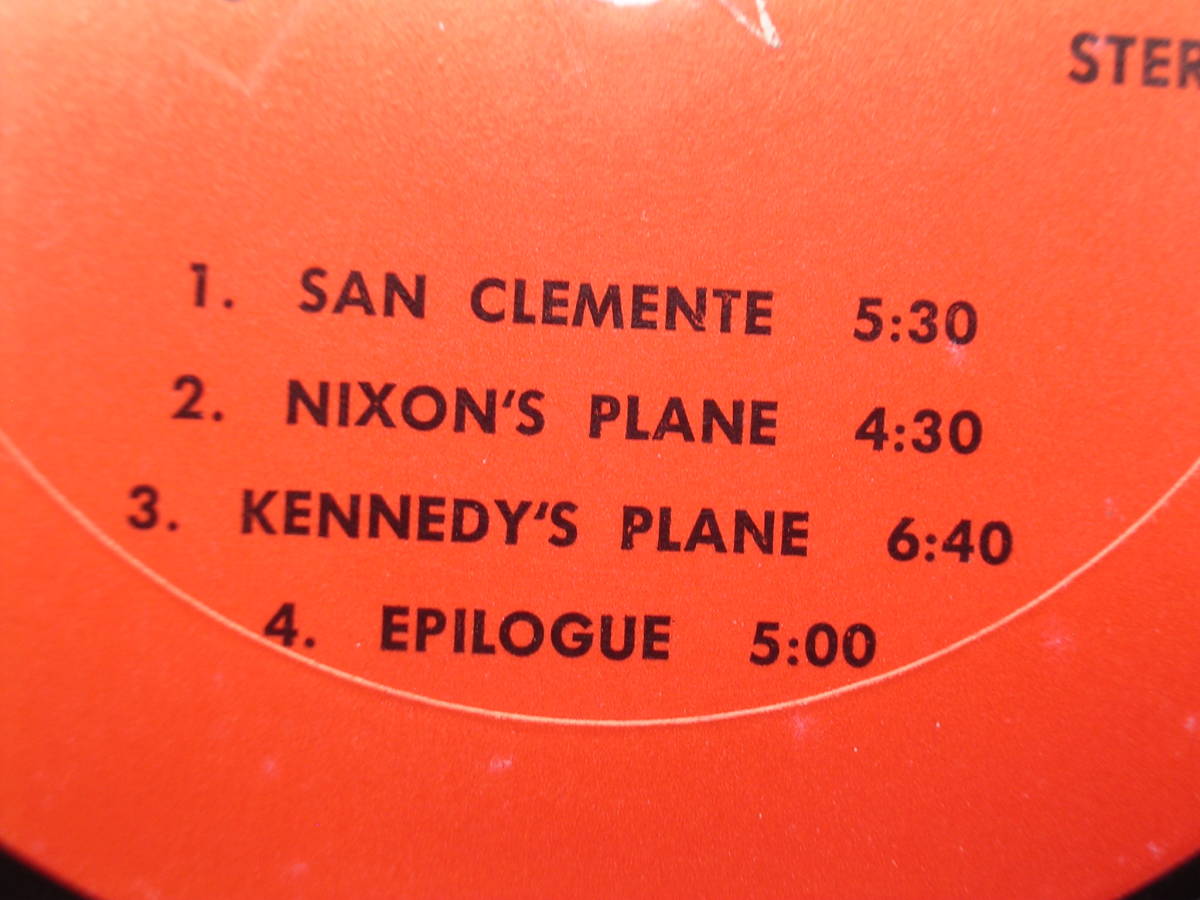 STER
1. SAN CLEMENTE 5:30
2. NIXON'S PLANE 4:30
3. KENNEDY'S PLANE 6:40
4. EPILOGUE 5:00